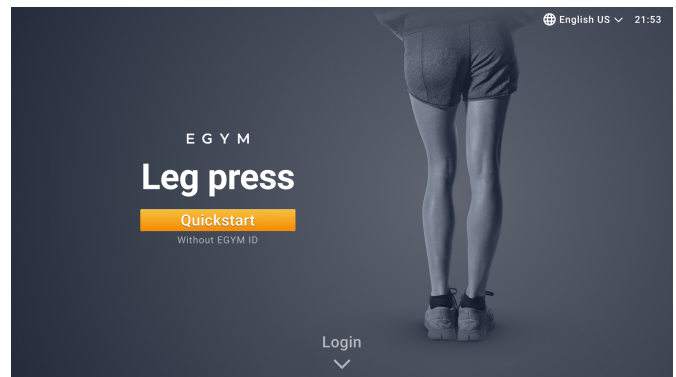 English US 21:53
EGYM
Leg press
Quickstart
Without EGYM ID
Login